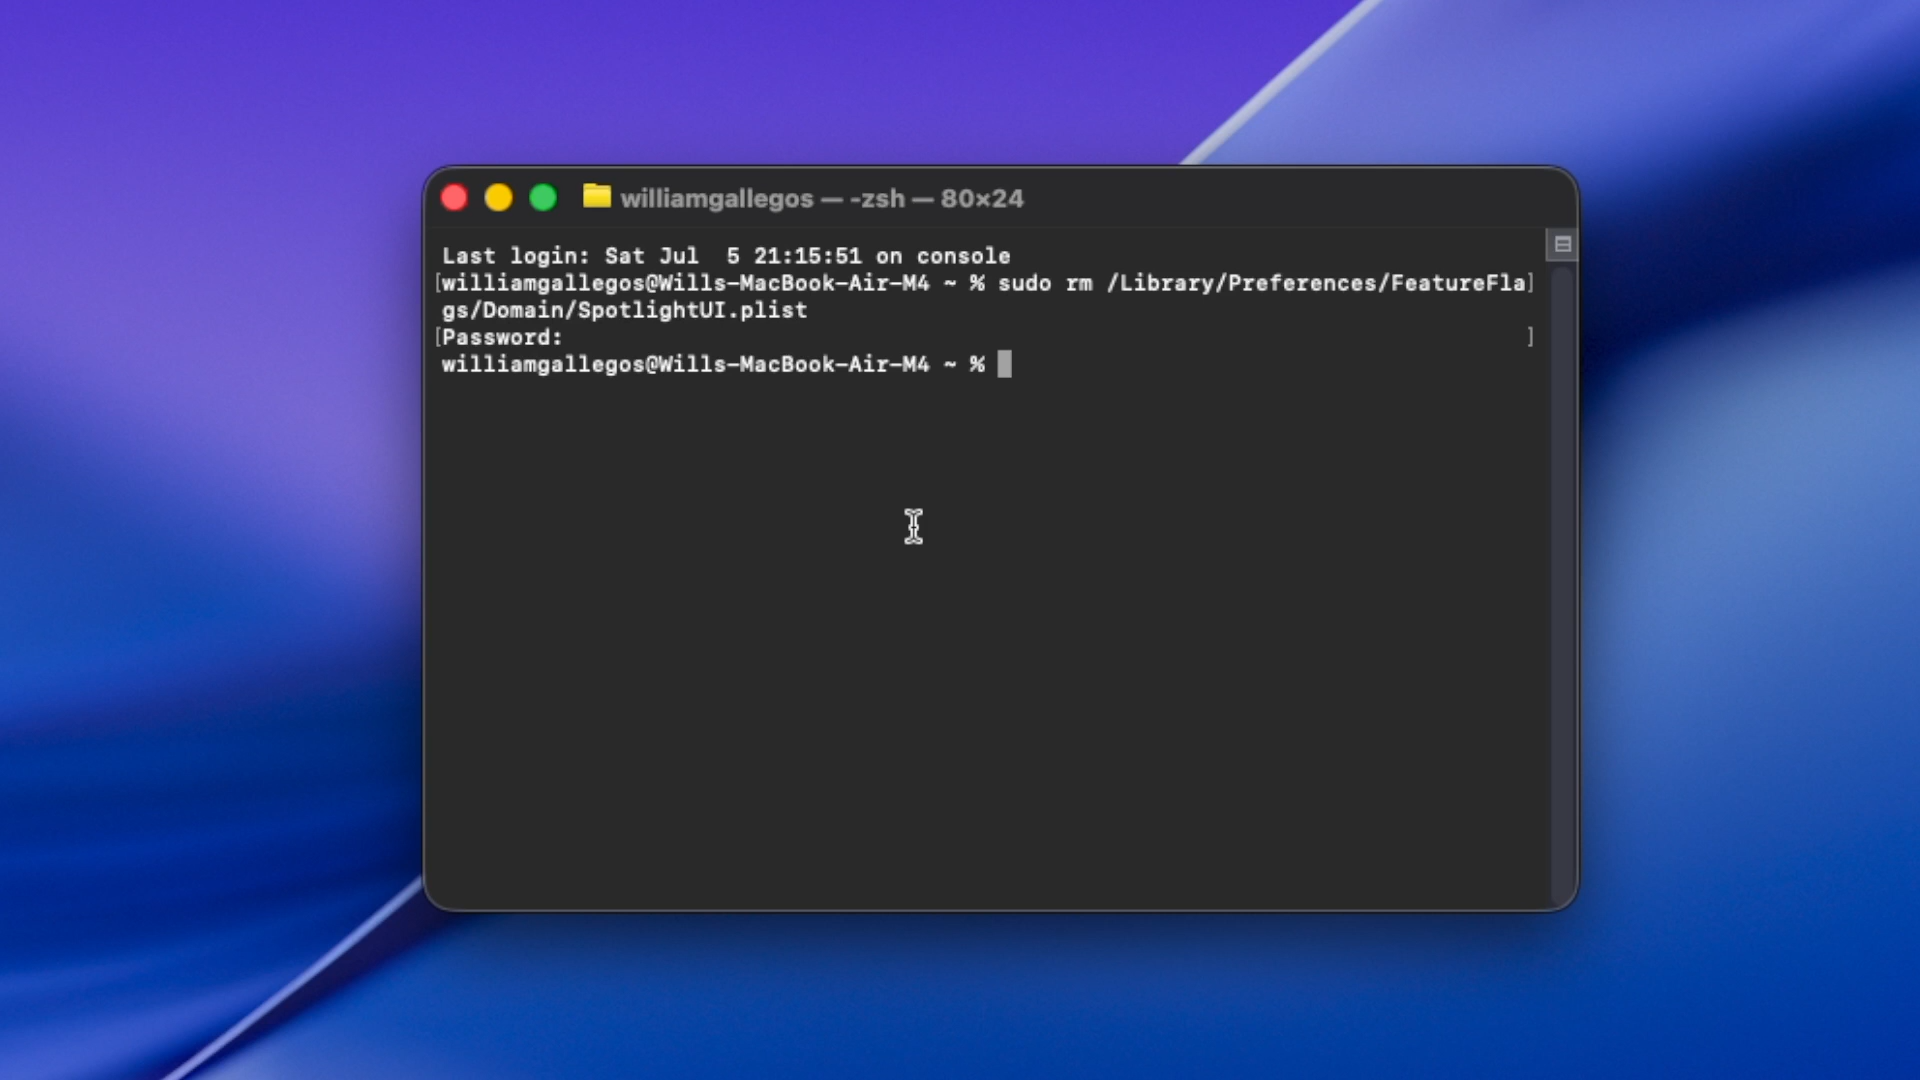 williamgallegos — -zsh — 80×24
Last login: Sat Jul  5 21:15:51 on console
[williamgallegos@Wills-MacBook-Air-M4 ~ % sudo rm /Library/Preferences/FeatureFla]
gs/Domain/SpotlightUI.plist
[Password:                                                                       ]
williamgallegos@Wills-MacBook-Air-M4 ~ %